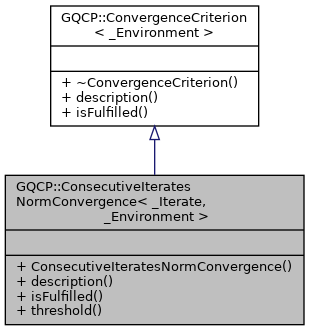 GQCP::ConvergenceCriterion
< _Environment >
+ ~ConvergenceCriterion()
+ description()
+ isFulfilled()
GQCP::ConsecutiveIterates
NormConvergence< _Iterate,
_Environment >
+ ConsecutiveIteratesNormConvergence()
+ description()
+ isFulfilled()
+ threshold()